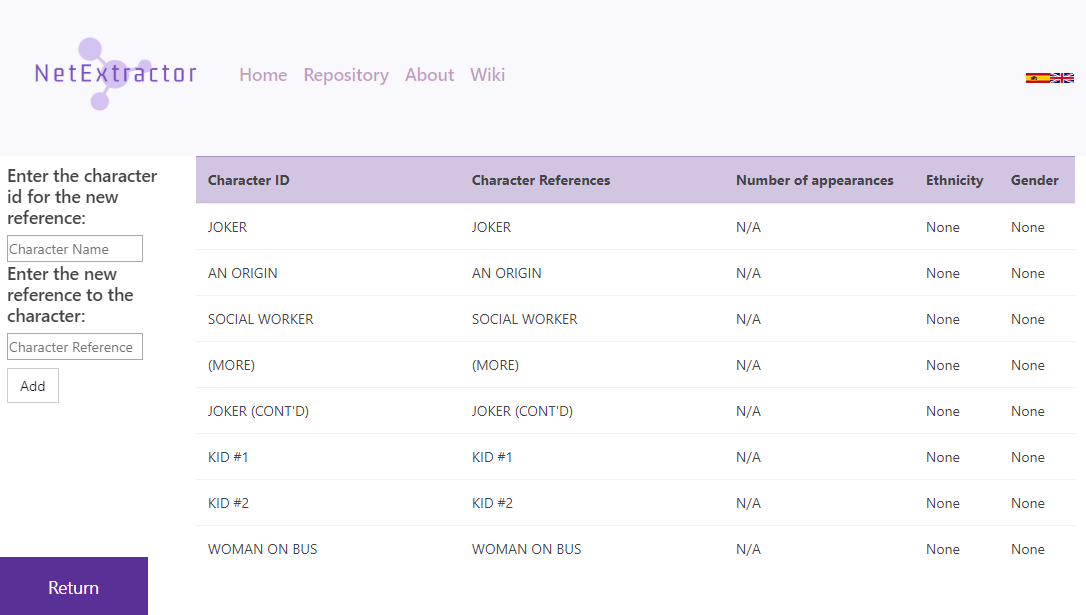 NetExtractor
Home Repository About Wiki
Enter the character
id for the new
reference:
Character Name
Enter the new
reference to the
character:
Character Reference
Add
Return
Character ID Character References Number of appearances Ethnicity Gender
JOKER JOKER N/A None None
AN ORIGIN AN ORIGIN N/A None None
SOCIAL WORKER SOCIAL WORKER N/A None None
(MORE) (MORE) N/A None None
JOKER (CONT'D) JOKER (CONT'D) N/A None None
KID #1 KID #1 N/A None None
KID #2 KID #2 N/A None None
WOMAN ON BUS WOMAN ON BUS N/A None None